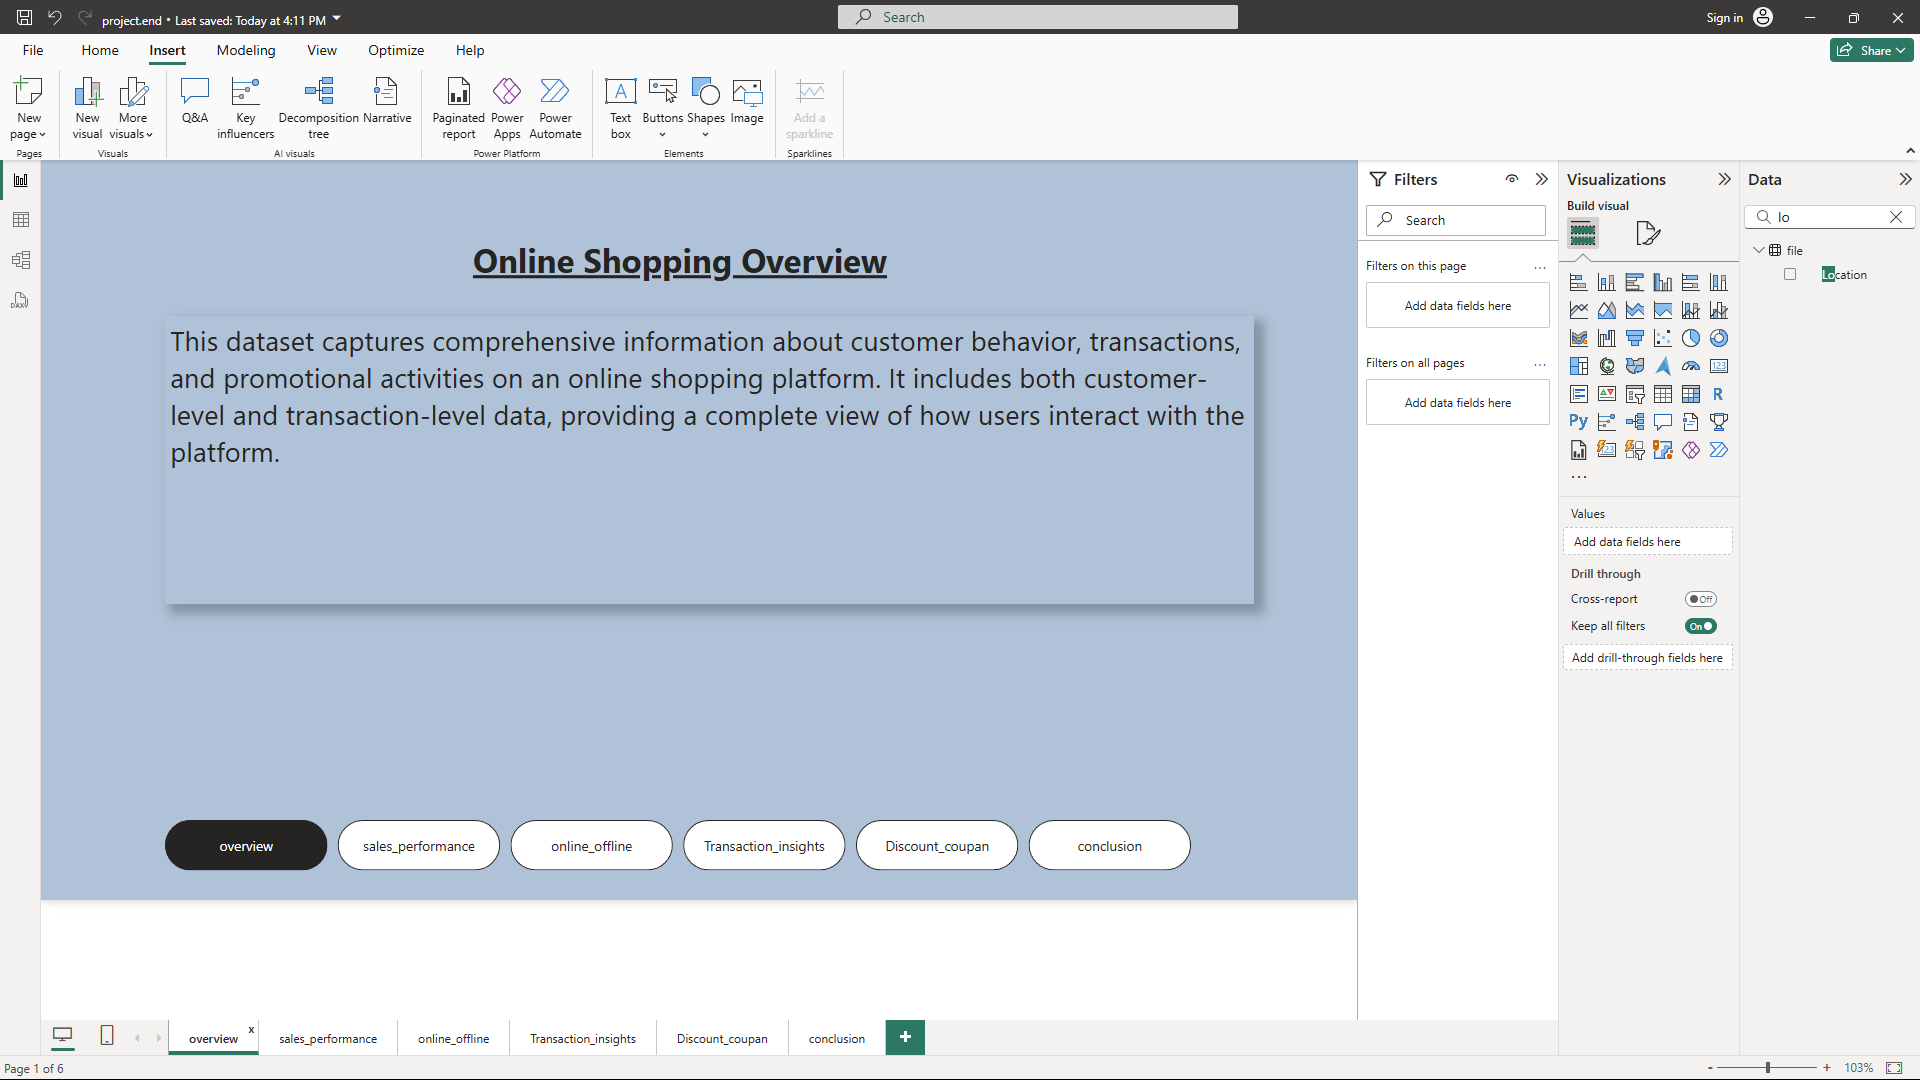 project.end • Last saved: Today at 4:11 PM
Search
Sign in
File Home Insert Modeling View Optimize Help
Share
New page
Pages
New visual
More visuals
Visuals
Q&A
Key influencers
Decomposition tree
Narrative
AI visuals
Paginated report
Power Apps
Power Automate
Power Platform
Text box
Buttons
Shapes
Image
Elements
Add a sparkline
Sparklines
Online Shopping Overview
This dataset captures comprehensive information about customer behavior, transactions,
and promotional activities on an online shopping platform. It includes both customer-
level and transaction-level data, providing a complete view of how users interact with the
platform.
overview
sales_performance
online_offline
Transaction_insights
Discount_coupan
conclusion
Filters
Search
Filters on this page
Add data fields here
Filters on all pages
Add data fields here
Visualizations
Build visual
123
R
Py
123
Values
Add data fields here
Drill through
Cross-report
Off
Keep all filters
On
Add drill-through fields here
Data
lo
file
Location
DAX
overview x
sales_performance
online_offline
Transaction_insights
Discount_coupan
conclusion
+
Page 1 of 6
- + 103%